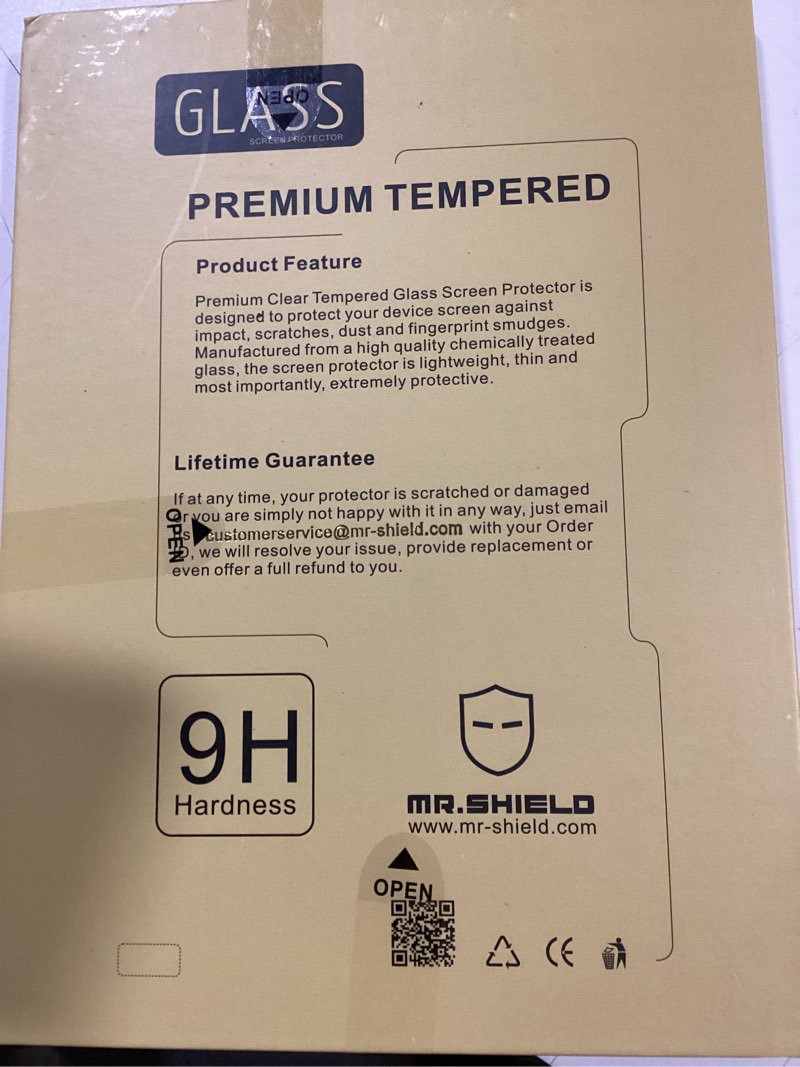 GLASS
OPEN
SCREEN PROTECTOR
PREMIUM TEMPERED
Product Feature
Premium Clear Tempered Glass Screen Protector is
designed to protect your device screen against
impact, scratches, dust and fingerprint smudges.
Manufactured from a high quality chemically treated
glass, the screen protector is lightweight, thin and
most importantly, extremely protective.
Lifetime Guarantee
If at any time, your protector is scratched or damaged
or you are simply not happy with it in any way, just email
customerservice@mr-shield.com with your Order
, we will resolve your issue, provide replacement or
even offer a full refund to you.
OPEN
9H
Hardness
MR.SHIELD
www.mr-shield.com
OPEN
CE